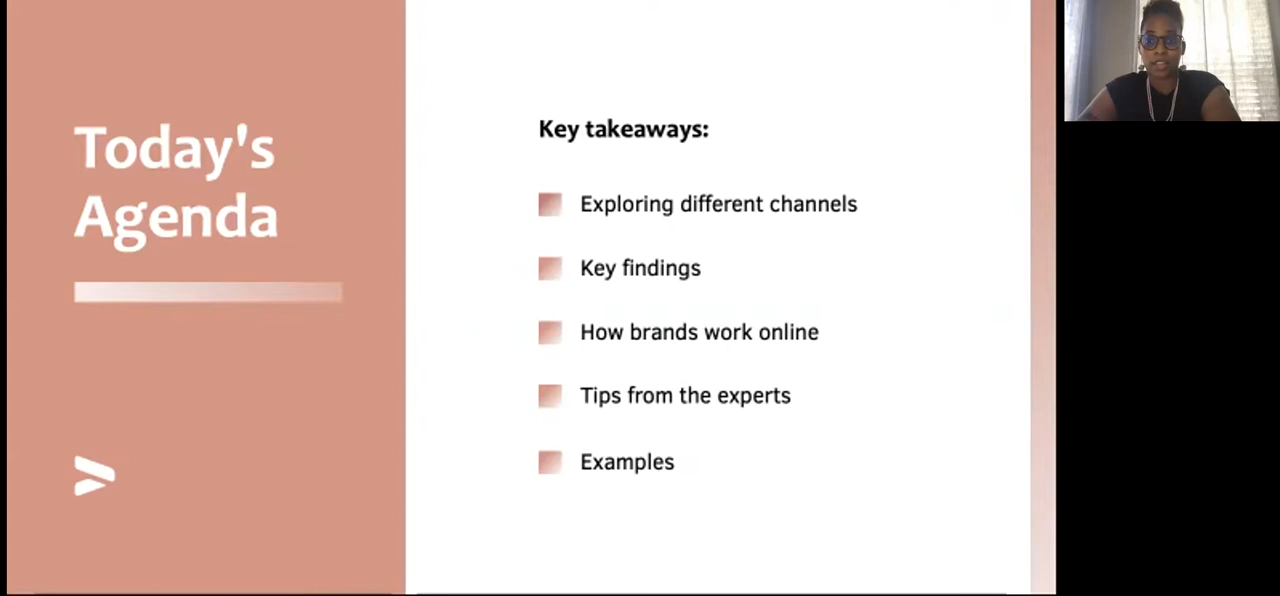 Today's
Agenda
Key takeaways:
Exploring different channels
Key findings
How brands work online
Tips from the experts
Examples